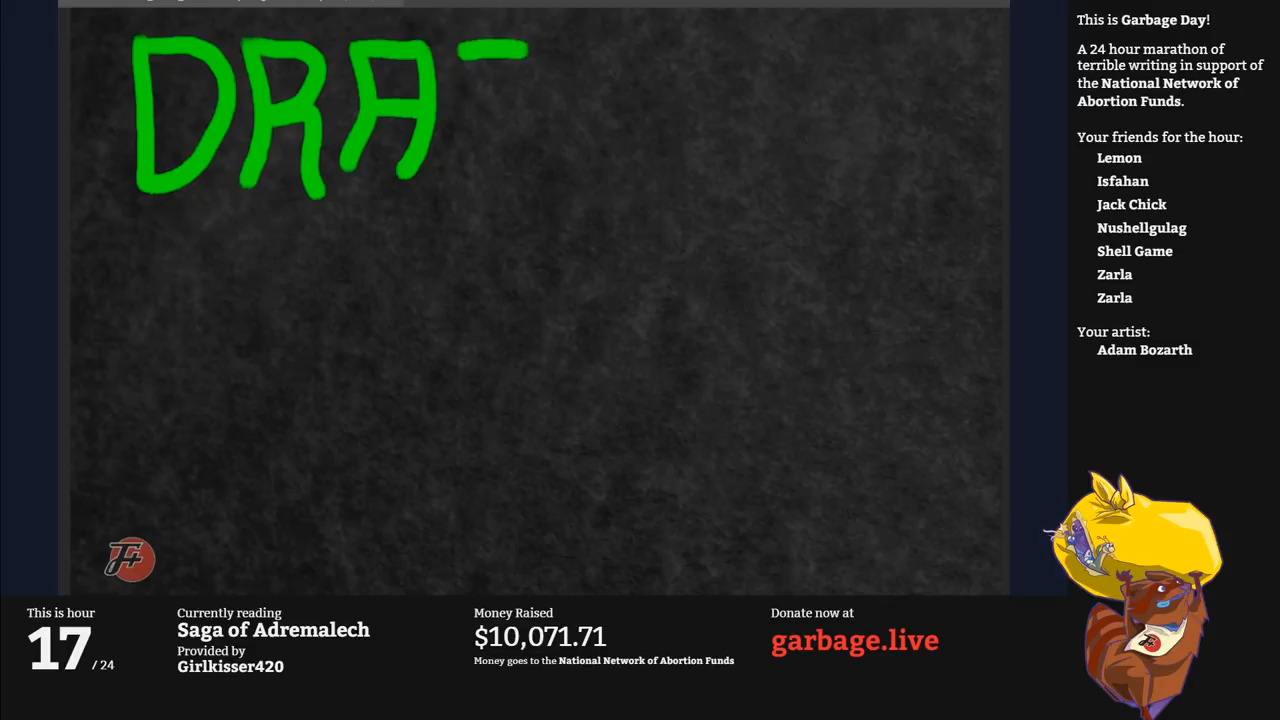 DRA
This is Garbage Day!
A 24 hour marathon of
terrible writing in support of
the National Network of
Abortion Funds.
Your friends for the hour:
Lemon
Isfahan
Jack Chick
Nushellgulag
Shell Game
Zarla
Zarla
Your artist:
Adam Bozarth
F+
This is hour
17 / 24
Currently reading
Saga of Adremalech
Provided by
Girlkisser420
Money Raised
$10,071.71
Money goes to the National Network of Abortion Funds
Donate now at
garbage.live